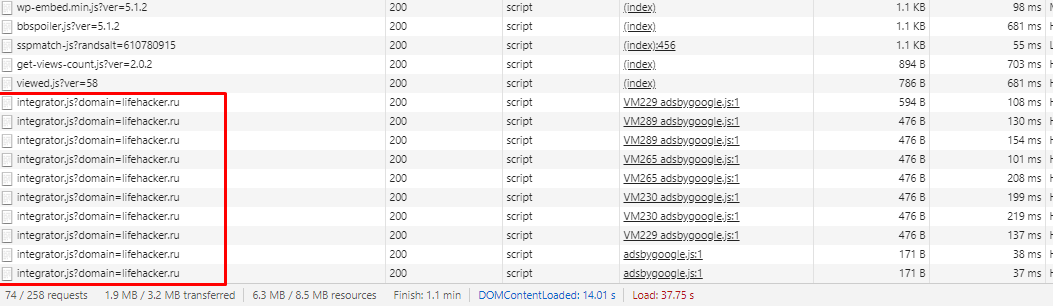 wp-embed.min.js?ver=5.1.2 200 script (index) 1.1 KB 98 ms
bbspoiler.js?ver=5.1.2 200 script (index) 1.1 KB 681 ms
sspmatch-js?randsalt=610780915 200 script (index):456 1.1 KB 55 ms
get-views-count.js?ver=2.0.2 200 script (index) 894 B 703 ms
viewed.js?ver=58 200 script (index) 786 B 681 ms
integrator.js?domain=lifehacker.ru 200 script VM229 adsbygoogle.js:1 594 B 108 ms
integrator.js?domain=lifehacker.ru 200 script VM289 adsbygoogle.js:1 476 B 130 ms
integrator.js?domain=lifehacker.ru 200 script VM289 adsbygoogle.js:1 476 B 154 ms
integrator.js?domain=lifehacker.ru 200 script VM265 adsbygoogle.js:1 476 B 101 ms
integrator.js?domain=lifehacker.ru 200 script VM265 adsbygoogle.js:1 476 B 208 ms
integrator.js?domain=lifehacker.ru 200 script VM230 adsbygoogle.js:1 476 B 199 ms
integrator.js?domain=lifehacker.ru 200 script VM230 adsbygoogle.js:1 476 B 219 ms
integrator.js?domain=lifehacker.ru 200 script VM229 adsbygoogle.js:1 476 B 137 ms
integrator.js?domain=lifehacker.ru 200 script adsbygoogle.js:1 171 B 38 ms
integrator.js?domain=lifehacker.ru 200 script adsbygoogle.js:1 171 B 37 ms
74 / 258 requests 1.9 MB / 3.2 MB transferred 6.3 MB / 8.5 MB resources Finish: 1.1 min DOMContentLoaded: 14.01 s Load: 37.75 s